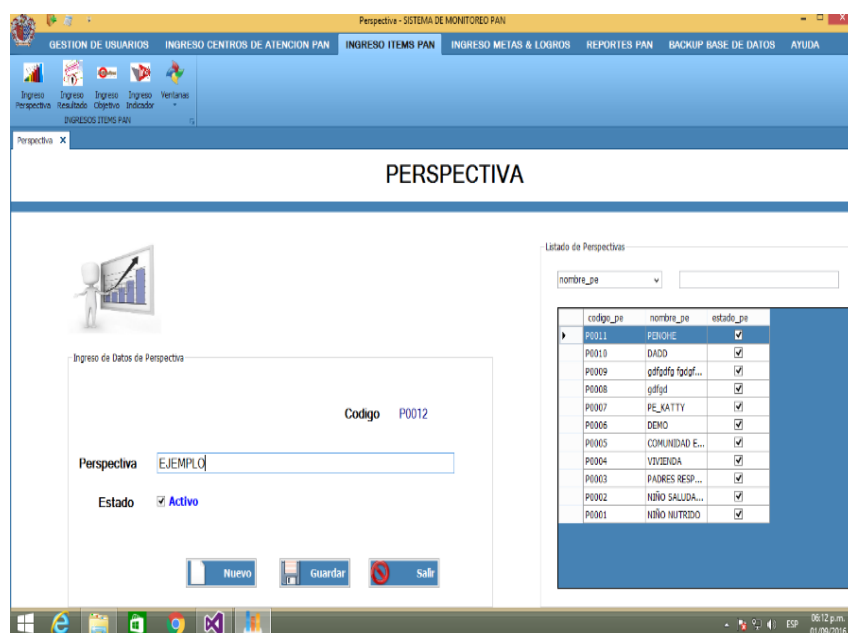 Perspectiva - SISTEMA DE MONITOREO PAN
GESTION DE USUARIOS INGRESO CENTROS DE ATENCION PAN INGRESO ITEMS PAN INGRESO METAS & LOGROS REPORTES PAN BACKUP BASE DE DATOS AYUDA
Ingreso Perspectiva
Ingreso Resultado
Ingreso Objetivo
Ingreso Indicador
Ventanas
INGRESOS ITEMS PAN
Perspectiva X
PERSPECTIVA
Ingreso de Datos de Perspectiva
Codigo P0012
Perspectiva EJEMPLO
Estado Activo
Nuevo Guardar Salir
Listado de Perspectivas
nombre_pe
codigo_pe nombre_pe estado_pe
P0011 PENOHE
P0010 DADD
P0009 gdfgdfg fgdgf...
P0008 gdfgd
P0007 PE_KATTY
P0006 DEMO
P0005 COMUNIDAD E...
P0004 VIVIENDA
P0003 PADRES RESP...
P0002 NIÑO SALUDA...
P0001 NIÑO NUTRIDO
ESP
06:12 p.m.
01/09/2016